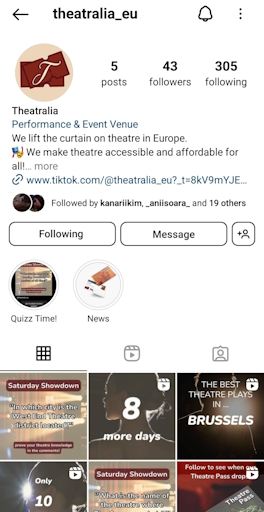 theatralia_eu
T
5
posts
43
followers
305
following
Theatralia
Performance & Event Venue
We lift the curtain on theatre in Europe.
We make theatre accessible and affordable for
all!... more
www.tiktok.com/@theatralia_eu?_t=8kV9mYJE...
Followed by kanariikim, _aniisoara_ and 19 others
Following
Message
Quizz Time!
News
Saturday Showdown
"In which city is the
West End Theatre
district located?"
prove your theatre knowledge
in the comments!
8
more days
THE BEST
THEATRE PLAYS
IN ...
BRUSSELS
Only
10
Saturday Showdown
"What is the name of
the theatre where
Follow to see when our
Theatre Pass drops
Theatre
Pass